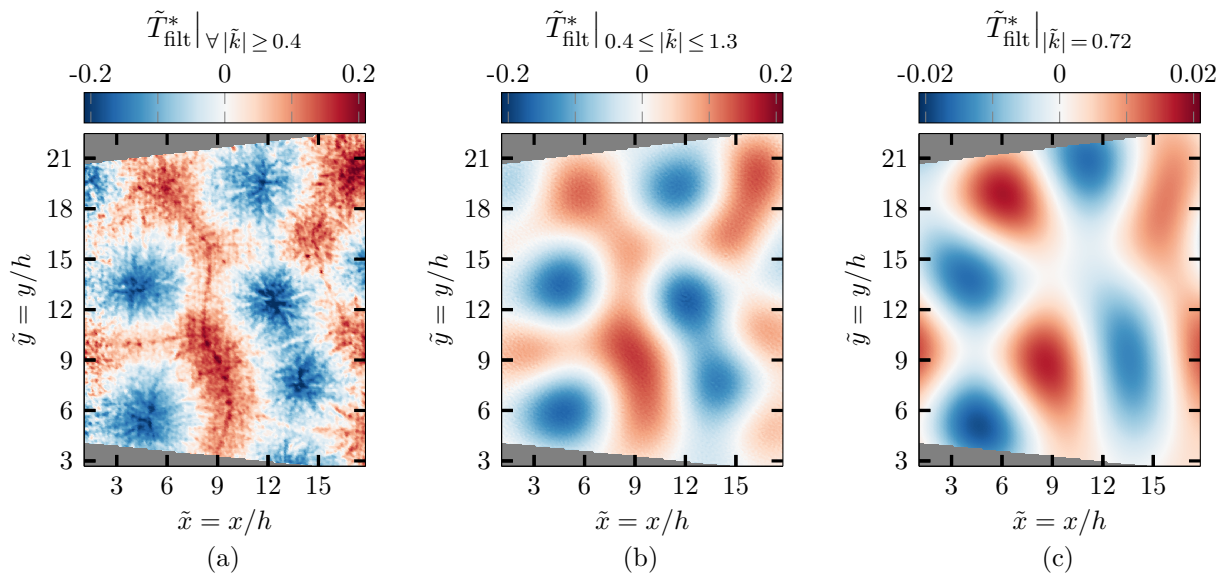 T̃*filt|∀ |k̃| ≥ 0.4
-0.2 0 0.2
21
18
15
12
9
6
3
ỹ = y/h
3 6 9 12 15
x̃ = x/h
(a)
T̃*filt|0.4 ≤ |k̃| ≤ 1.3
-0.2 0 0.2
21
18
15
12
9
6
3
ỹ = y/h
3 6 9 12 15
x̃ = x/h
(b)
T̃*filt||k̃| = 0.72
-0.02 0 0.02
21
18
15
12
9
6
3
ỹ = y/h
3 6 9 12 15
x̃ = x/h
(c)